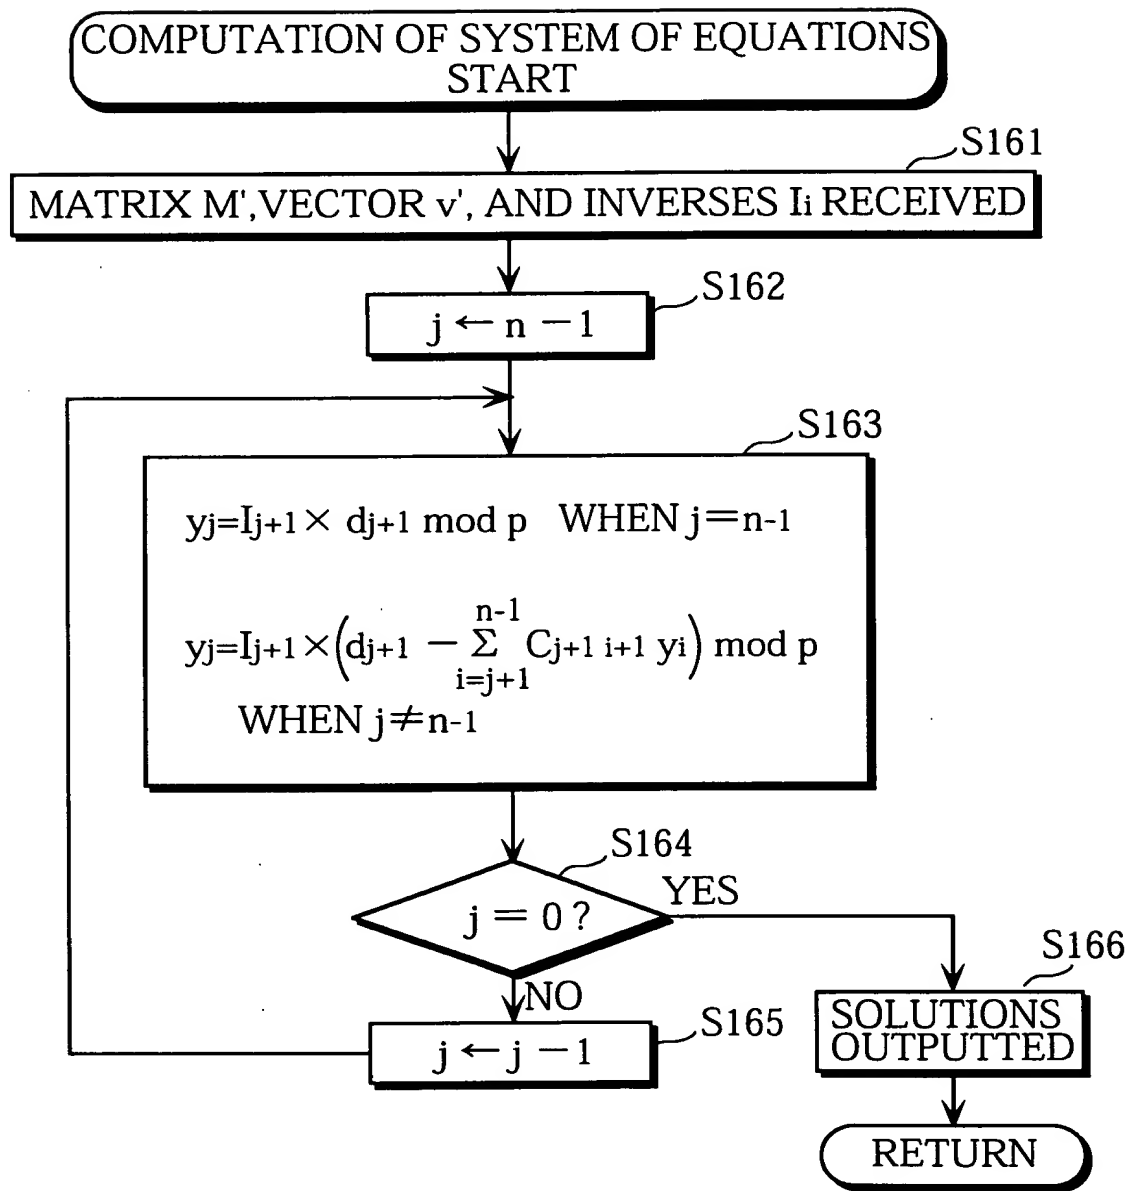 COMPUTATION OF SYSTEM OF EQUATIONS
START
S161
MATRIX M',VECTOR v', AND INVERSES Ii RECEIVED
S162
j ← n − 1
S163
yj=Ij+1 × dj+1 mod p WHEN j=n-1
yj=Ij+1 × (dj+1 − n-1 Σ i=j+1 Cj+1 i+1 yi) mod p
WHEN j≠n-1
S164
j = 0 ?
YES
NO
S165
j ← j − 1
S166
SOLUTIONS
OUTPUTTED
RETURN